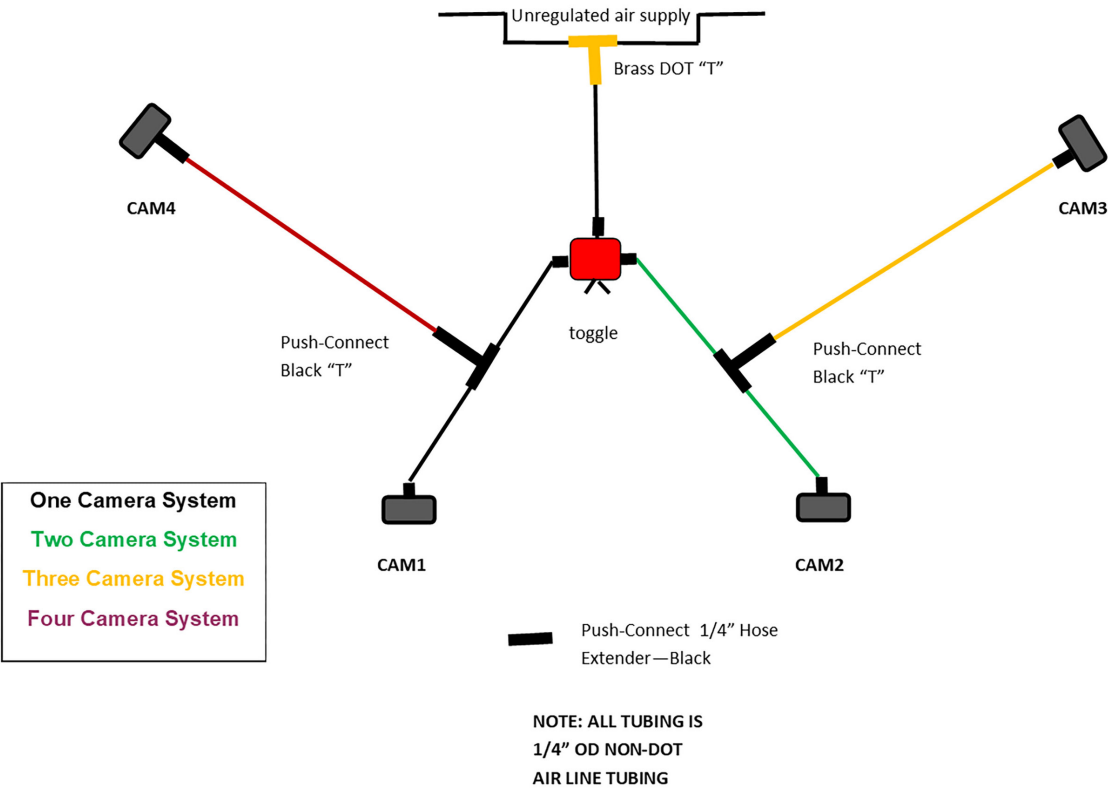 Unregulated air supply
Brass DOT “T”
CAM4
CAM3
toggle
Push-Connect
Black “T”
Push-Connect
Black “T”
One Camera System
Two Camera System
Three Camera System
Four Camera System
CAM1
CAM2
Push-Connect 1/4” Hose
Extender—Black
NOTE: ALL TUBING IS
1/4” OD NON-DOT
AIR LINE TUBING